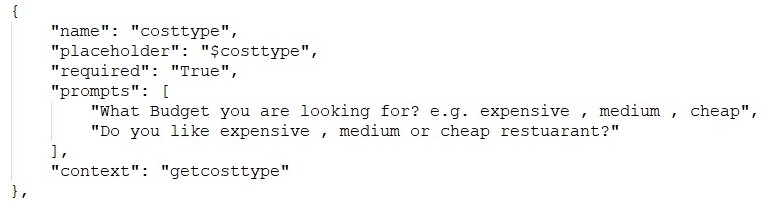 {
"name": "costtype",
"placeholder": "$costtype",
"required": "True",
"prompts": [
"What Budget you are looking for? e.g. expensive , medium , cheap",
"Do you like expensive , medium or cheap restuarant?"
],
"context": "getcosttype"
},